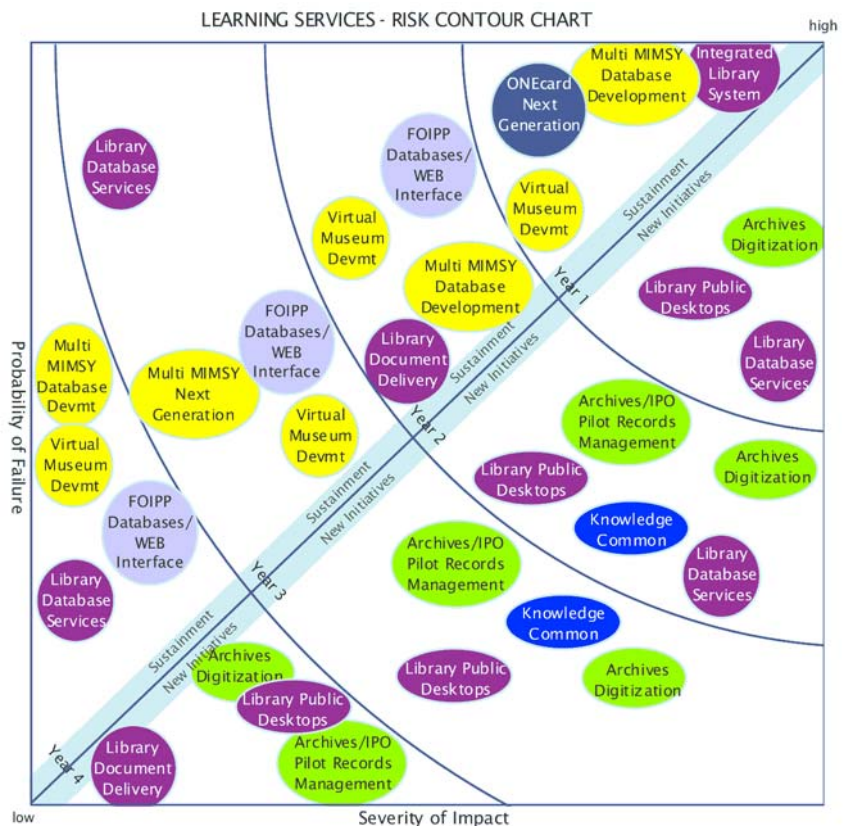 LEARNING SERVICES - RISK CONTOUR CHART
high
Integrated
Library
System
Multi MIMSY
Database
Development
ONEcard
Next
Generation
FOIPP
Databases/
WEB
Interface
Library
Database
Services
Virtual
Museum
Devmt
Virtual
Museum
Devmt
Sustainment
New Initiatives
Archives
Digitization
Multi MIMSY
Database
Development
Year 1
Library Public
Desktops
Library
Database
Services
FOIPP
Databases/
WEB
Interface
Library
Document
Delivery
Sustainment
New Initiatives
Probability of Failure
Multi
MIMSY
Database
Devmt
Multi MIMSY
Next
Generation
Virtual
Museum
Devmt
Year 2
Archives/IPO
Pilot Records
Management
Virtual
Museum
Devmt
Library Public
Desktops
Archives
Digitization
FOIPP
Databases/
WEB
Interface
Sustainment
New Initiatives
Knowledge
Common
Archives/IPO
Pilot Records
Management
Library
Database
Services
Library
Database
Services
Year 3
Knowledge
Common
Sustainment
New Initiatives
Archives
Digitization
Library Public
Desktops
Archives
Digitization
Library Public
Desktops
Year 4
Library
Document
Delivery
Archives/IPO
Pilot Records
Management
low
Severity of Impact